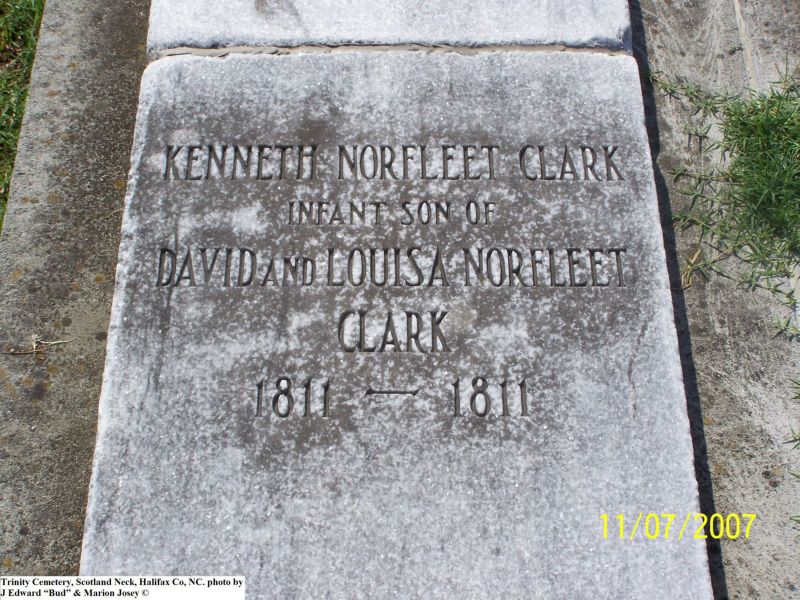 KENNETH NORFLEET CLARK
INFANT SON OF
DAVID AND LOUISA NORFLEET
CLARK
1811 — 1811
11/07/2007
Trinity Cemetery, Scotland Neck, Halifax Co, NC. photo by
J Edward “Bud” & Marion Josey ©